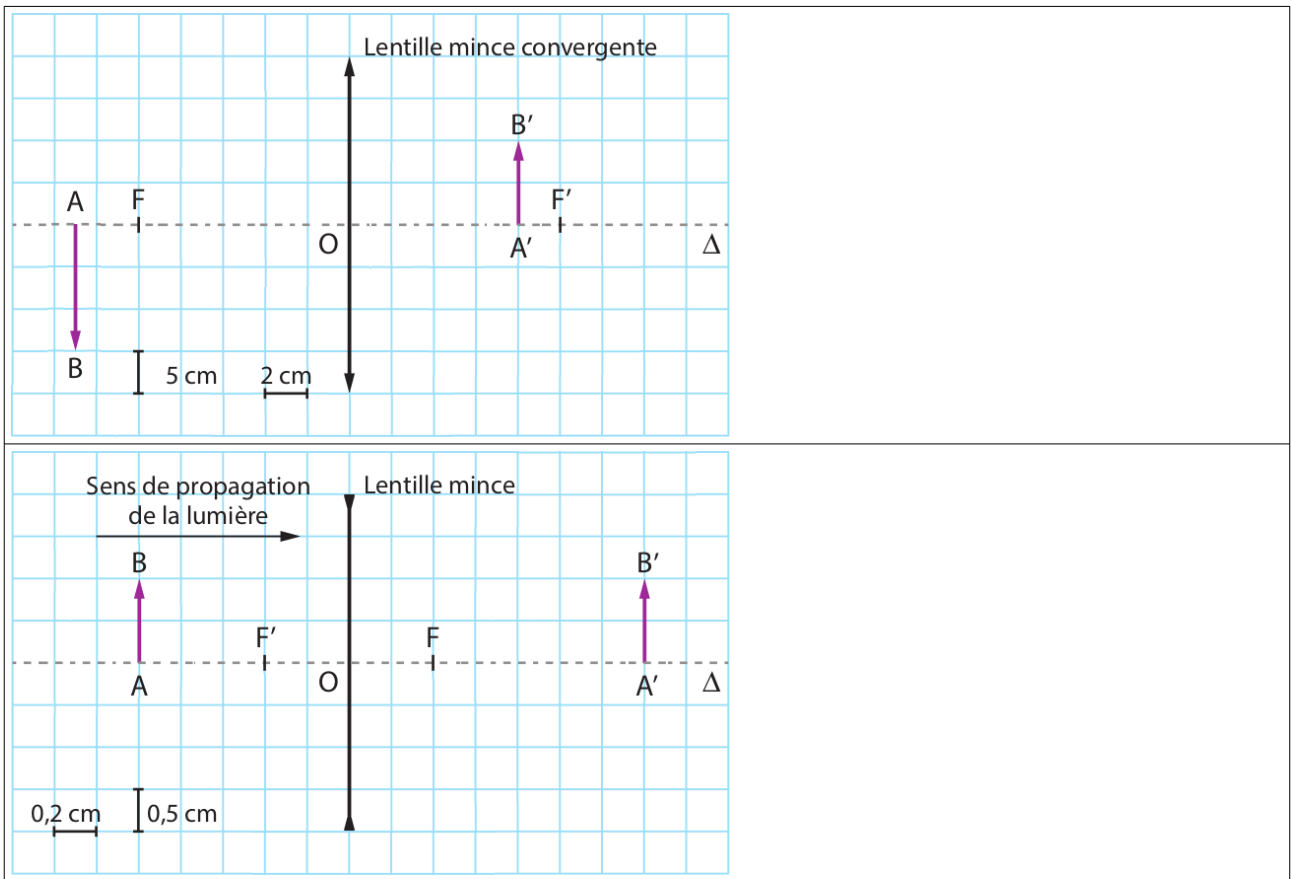 Lentille mince convergente
B′
A F F′
O A′ Δ
B 5 cm 2 cm
Sens de propagation
de la lumière
Lentille mince
B B′
F′ F
A O A′ Δ
0,2 cm 0,5 cm